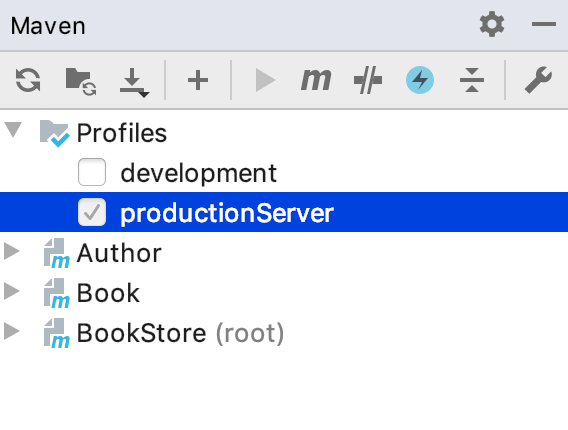 Maven
m
Profiles
development
productionServer
m Author
m Book
m BookStore (root)